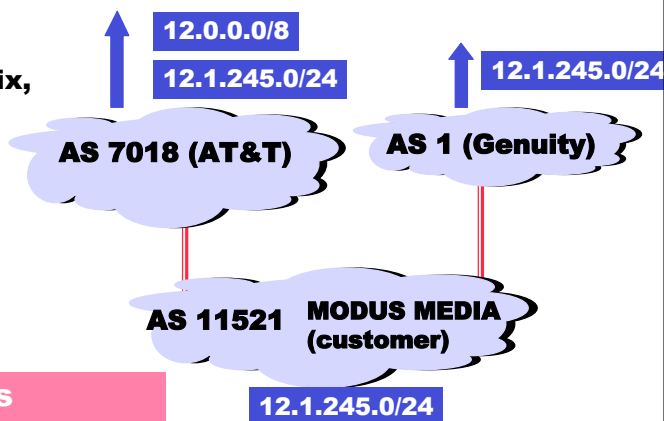 12.0.0.0/8
ix,
12.1.245.0/24
12.1.245.0/24
AS 7018 (AT&T)
AS 1 (Genuity)
AS 11521
MODUS MEDIA
(customer)
s
12.1.245.0/24